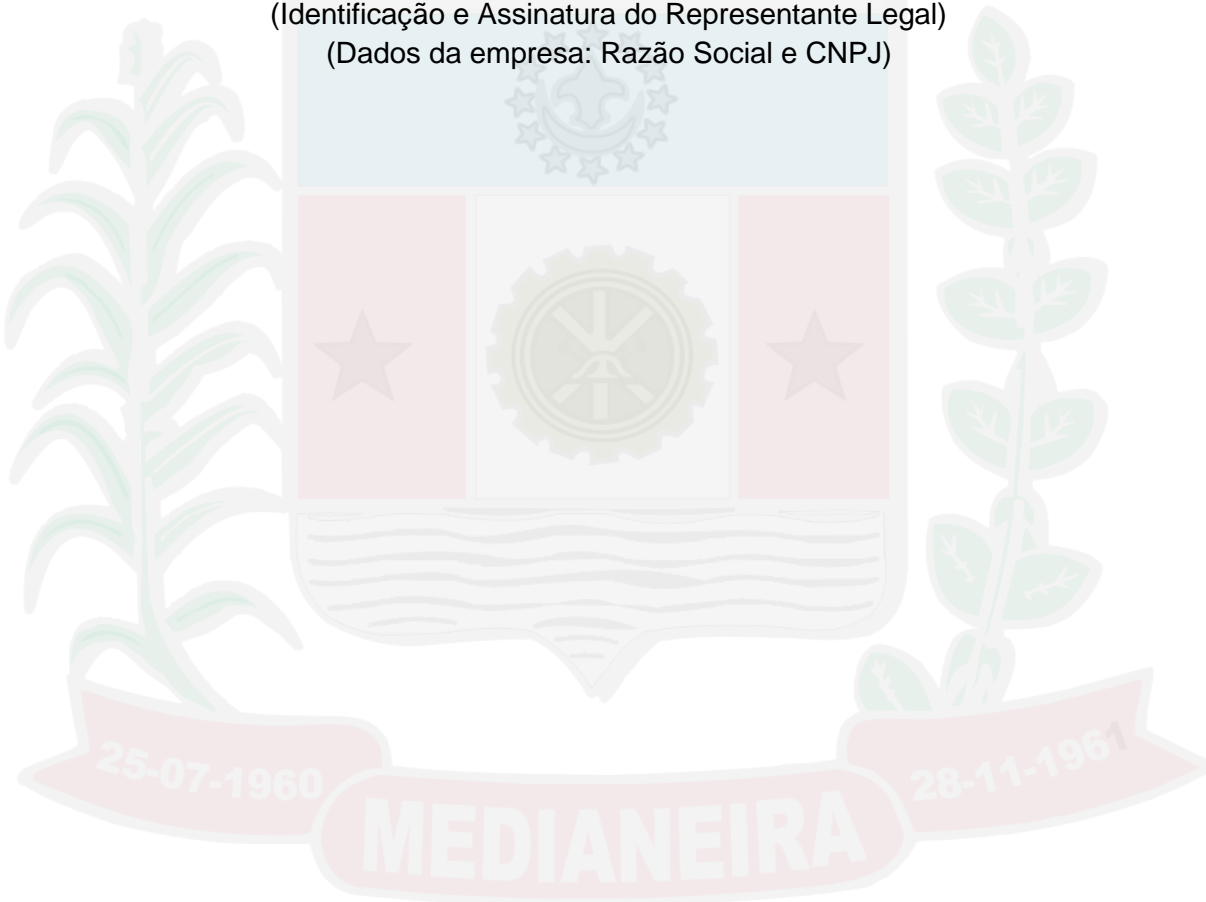 (Identificação e Assinatura do Representante Legal)
(Dados da empresa: Razão Social e CNPJ)
25-07-1960
28-11-1961
MEDIANEIRA